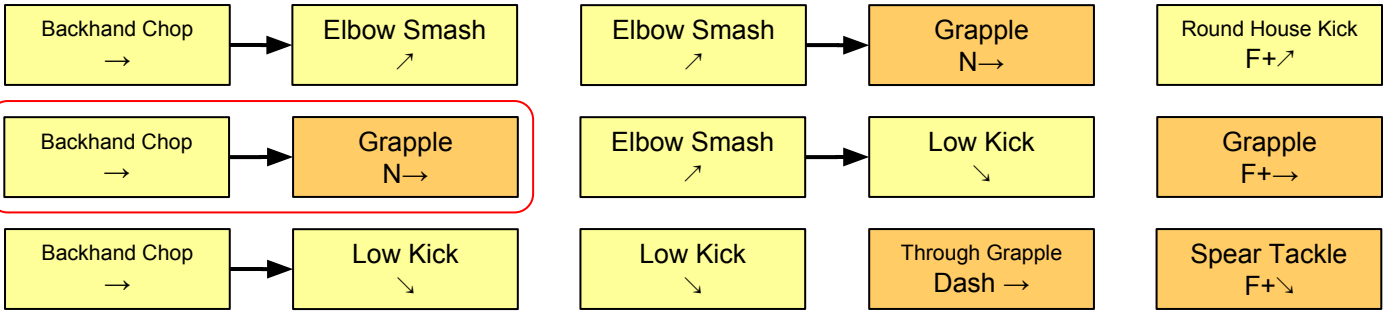 Backhand Chop
→
Elbow Smash
↗
Elbow Smash
↗
Grapple
N→
Round House Kick
F+↗
Backhand Chop
→
Grapple
N→
Elbow Smash
↗
Low Kick
↘
Grapple
F+→
Backhand Chop
→
Low Kick
↘
Low Kick
↘
Through Grapple
Dash →
Spear Tackle
F+↘